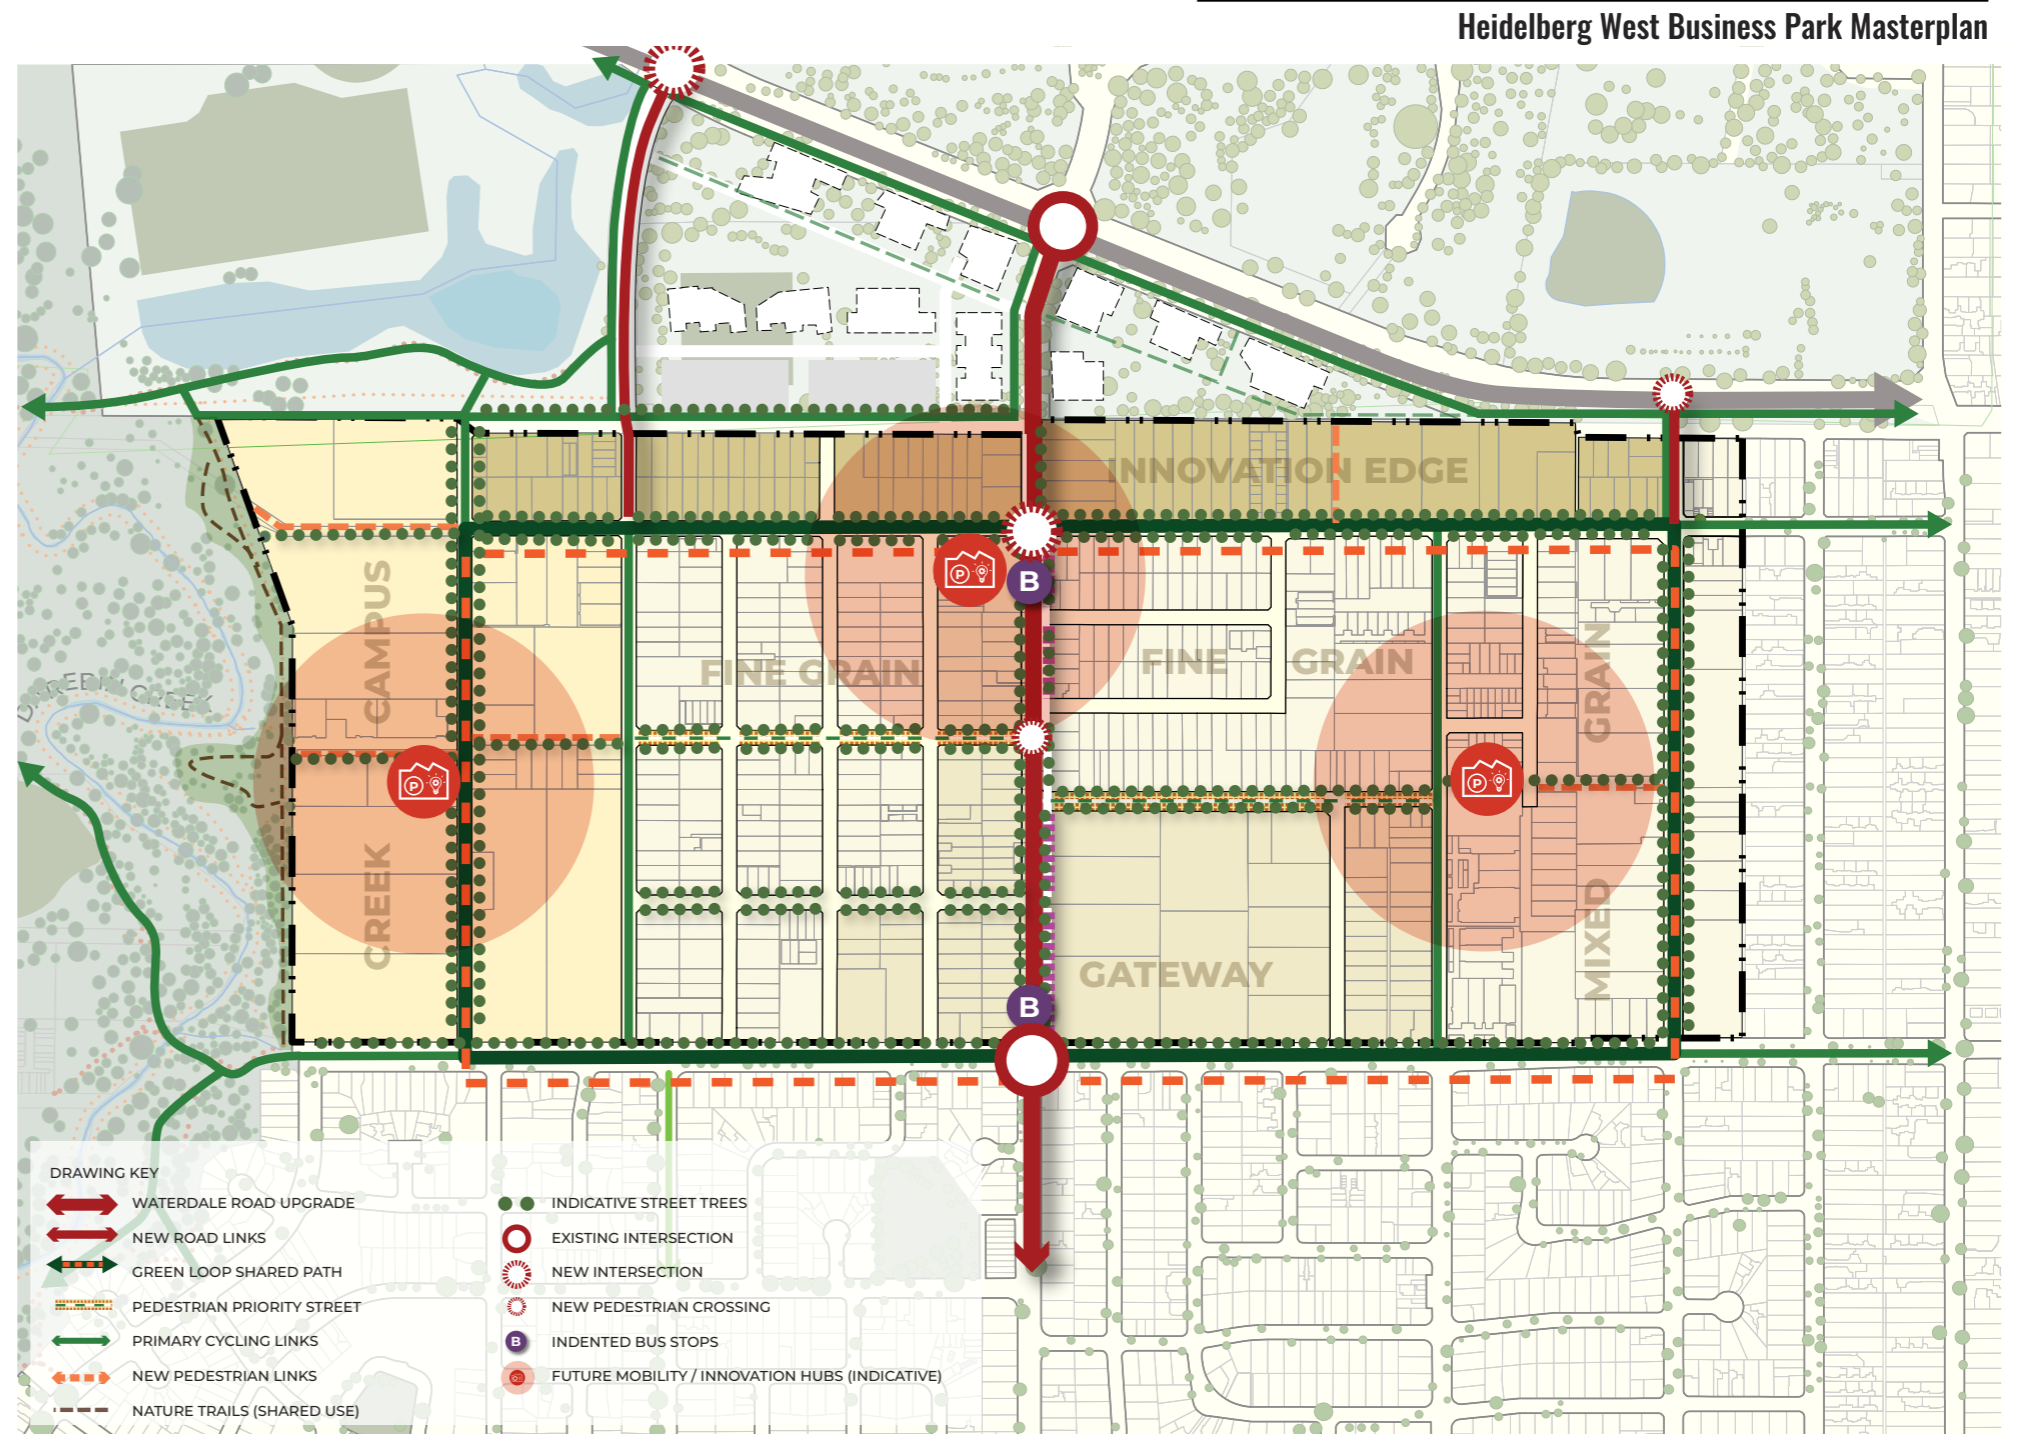 Heidelberg West Business Park Masterplan
INNOVATION EDGE
CAMPUS
CREEK
DAREBIN CREEK
FINE GRAIN
FINE GRAIN
GRAIN
MIXED
GATEWAY
P
P
P
B
B
DRAWING KEY
WATERDALE ROAD UPGRADE
NEW ROAD LINKS
GREEN LOOP SHARED PATH
PEDESTRIAN PRIORITY STREET
PRIMARY CYCLING LINKS
NEW PEDESTRIAN LINKS
NATURE TRAILS (SHARED USE)
INDICATIVE STREET TREES
EXISTING INTERSECTION
NEW INTERSECTION
NEW PEDESTRIAN CROSSING
B INDENTED BUS STOPS
FUTURE MOBILITY / INNOVATION HUBS (INDICATIVE)